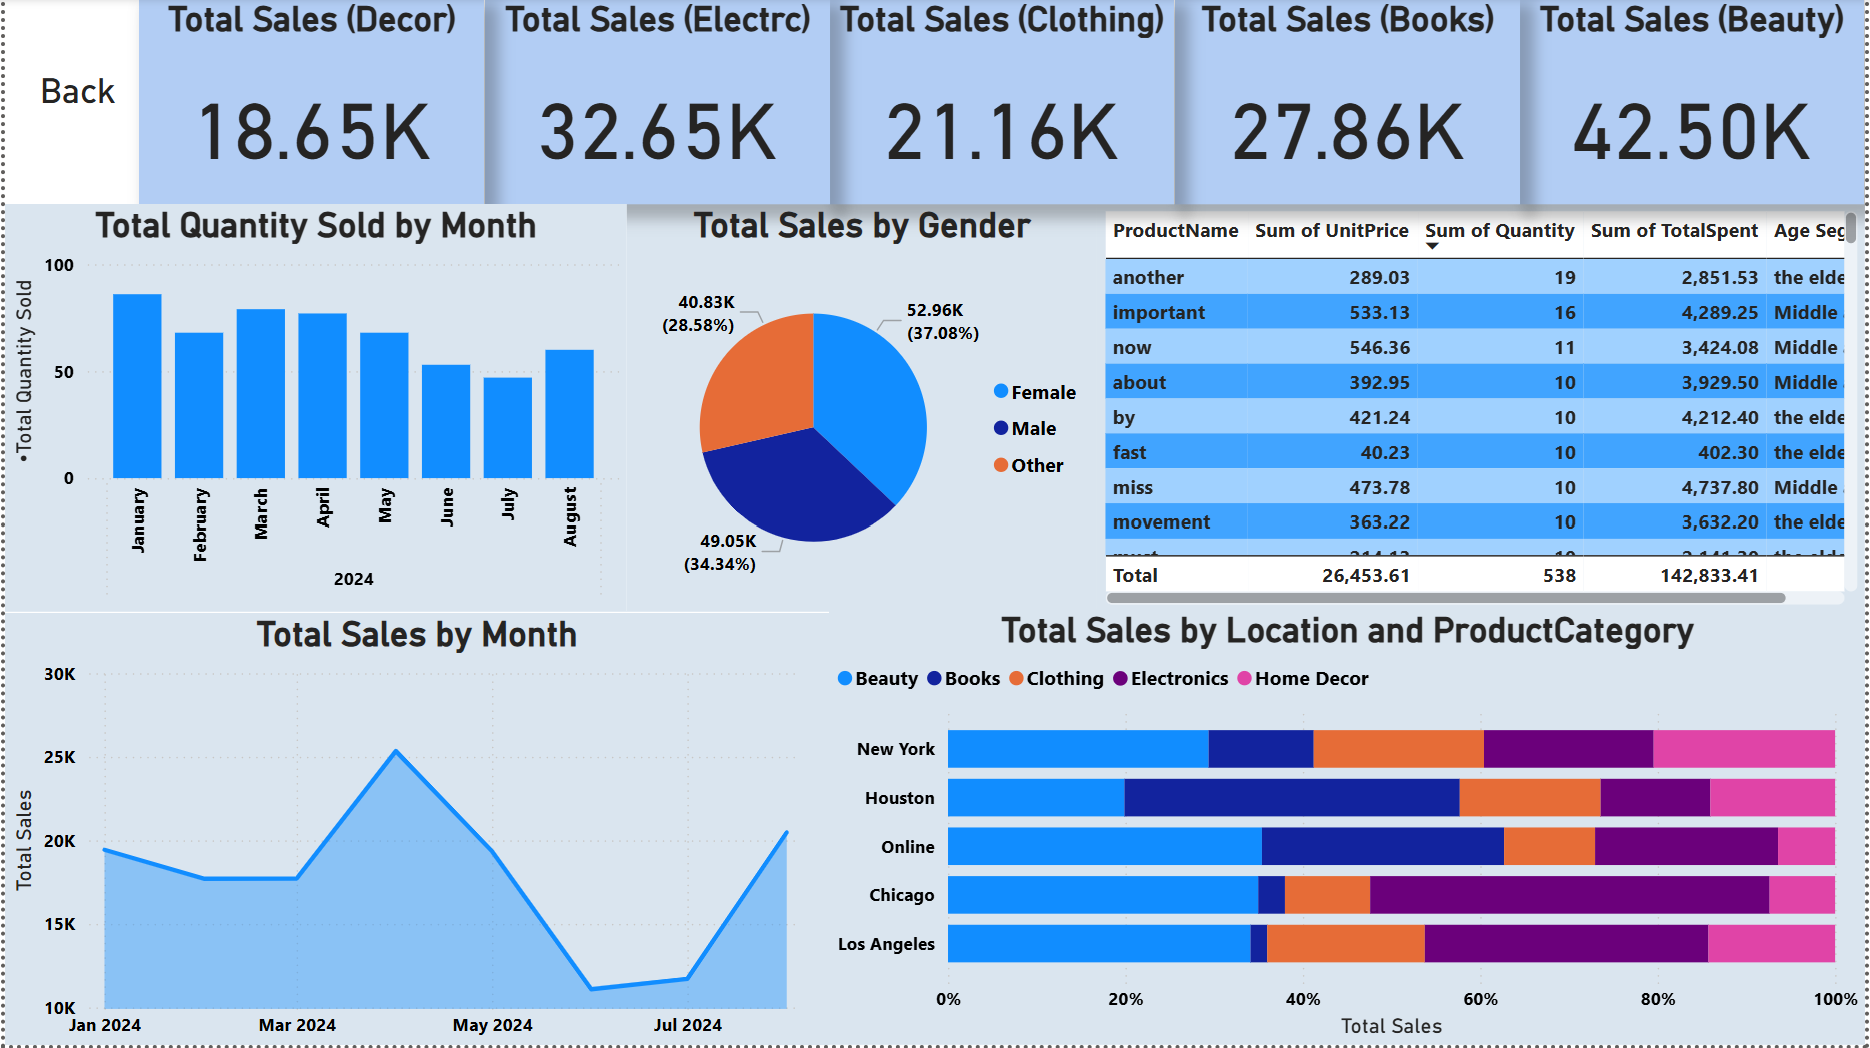 Back
Total Sales (Decor)
18.65K
Total Sales (Electrc)
32.65K
Total Sales (Clothing)
21.16K
Total Sales (Books)
27.86K
Total Sales (Beauty)
42.50K
Total Quantity Sold by Month
•Total Quantity Sold
100
50
0
January
February
March
April
May
June
July
August
2024
Total Sales by Gender
40.83K
(28.58%)
52.96K
(37.08%)
49.05K
(34.34%)
Female
Male
Other
ProductName Sum of UnitPrice Sum of Quantity Sum of TotalSpent Age Seg
another 289.03 19 2,851.53 the elde
important 533.13 16 4,289.25 Middle
now 546.36 11 3,424.08 Middle
about 392.95 10 3,929.50 Middle
by 421.24 10 4,212.40 the elde
fast 40.23 10 402.30 the elde
miss 473.78 10 4,737.80 Middle
movement 363.22 10 3,632.20 the elde
Total 26,453.61 538 142,833.41
Total Sales by Month
Total Sales
30K
25K
20K
15K
10K
Jan 2024
Mar 2024
May 2024
Jul 2024
Total Sales by Location and ProductCategory
Beauty Books Clothing Electronics Home Decor
New York
Houston
Online
Chicago
Los Angeles
0% 20% 40% 60% 80% 100%
Total Sales